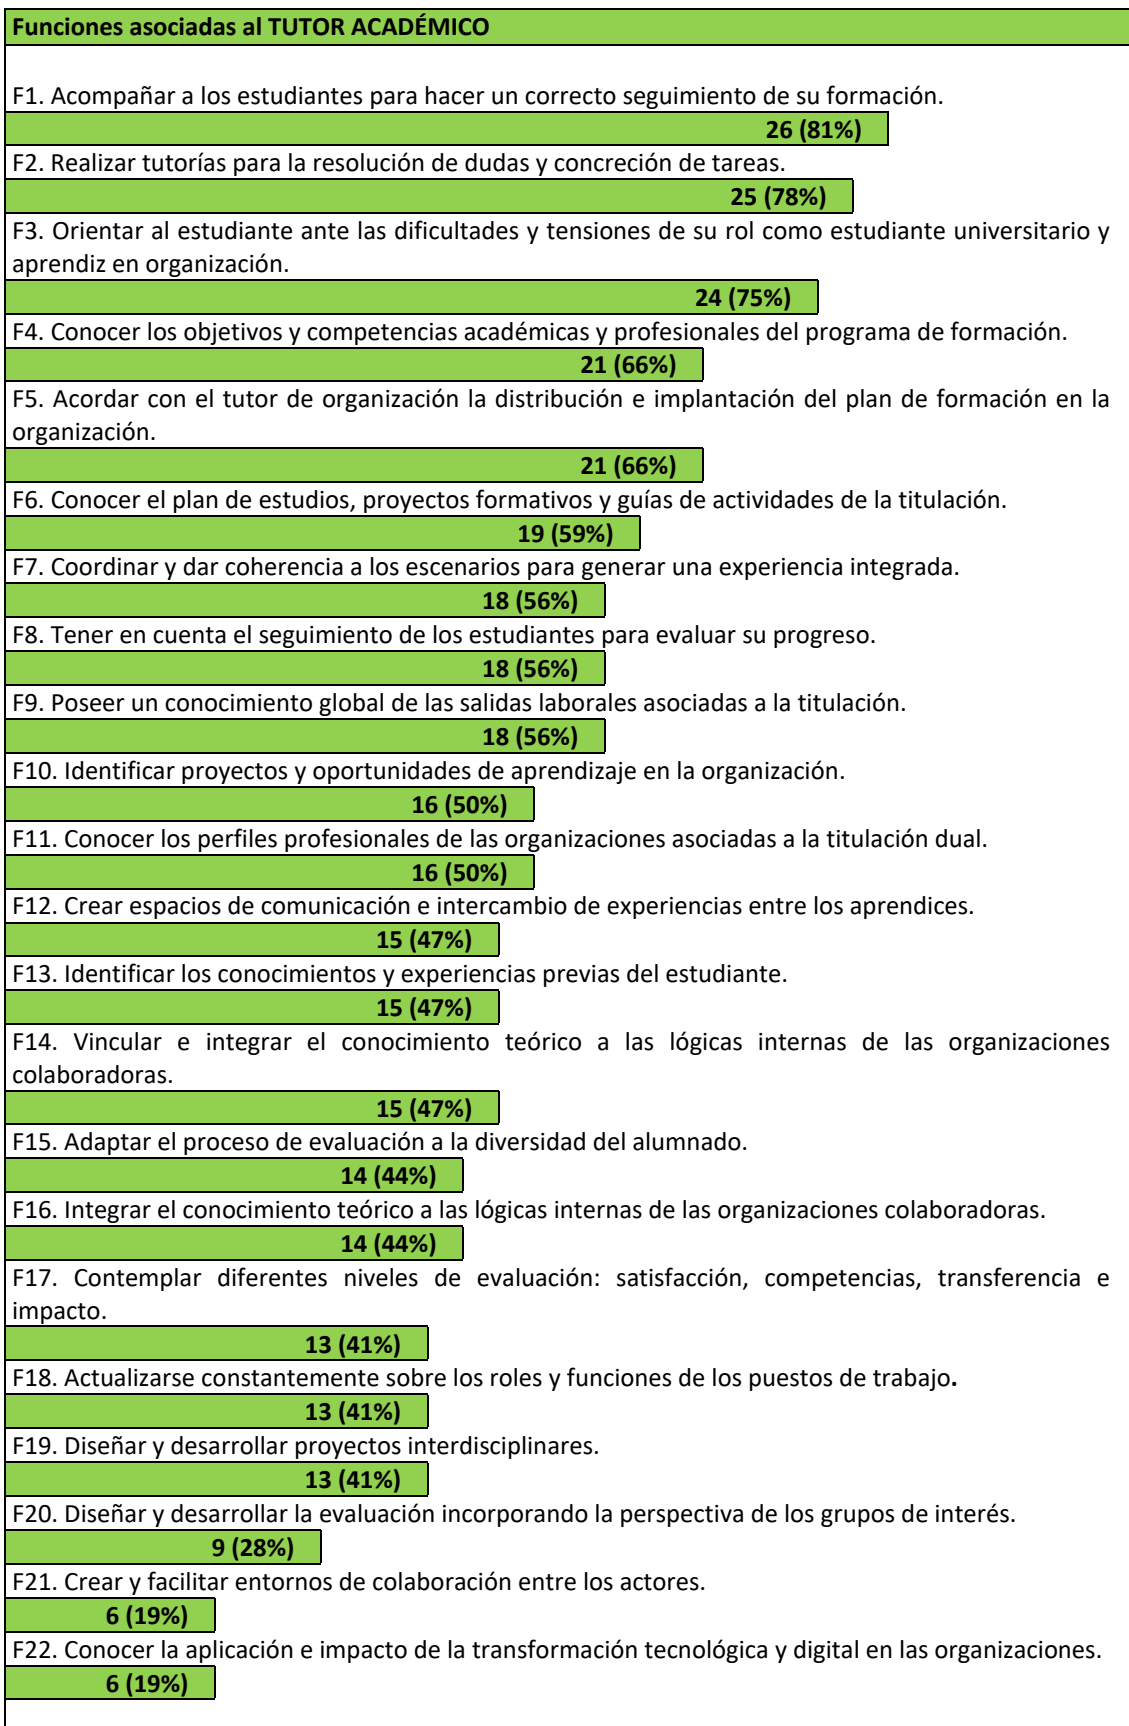 Funciones asociadas al TUTOR ACADÉMICO
F1. Acompañar a los estudiantes para hacer un correcto seguimiento de su formación.
26 (81%)
F2. Realizar tutorías para la resolución de dudas y concreción de tareas.
25 (78%)
F3. Orientar al estudiante ante las dificultades y tensiones de su rol como estudiante universitario y
aprendiz en organización.
24 (75%)
F4. Conocer los objetivos y competencias académicas y profesionales del programa de formación.
21 (66%)
F5. Acordar con el tutor de organización la distribución e implantación del plan de formación en la
organización.
21 (66%)
F6. Conocer el plan de estudios, proyectos formativos y guías de actividades de la titulación.
19 (59%)
F7. Coordinar y dar coherencia a los escenarios para generar una experiencia integrada.
18 (56%)
F8. Tener en cuenta el seguimiento de los estudiantes para evaluar su progreso.
18 (56%)
F9. Poseer un conocimiento global de las salidas laborales asociadas a la titulación.
18 (56%)
F10. Identificar proyectos y oportunidades de aprendizaje en la organización.
16 (50%)
F11. Conocer los perfiles profesionales de las organizaciones asociadas a la titulación dual.
16 (50%)
F12. Crear espacios de comunicación e intercambio de experiencias entre los aprendices.
15 (47%)
F13. Identificar los conocimientos y experiencias previas del estudiante.
15 (47%)
F14. Vincular e integrar el conocimiento teórico a las lógicas internas de las organizaciones
colaboradoras.
15 (47%)
F15. Adaptar el proceso de evaluación a la diversidad del alumnado.
14 (44%)
F16. Integrar el conocimiento teórico a las lógicas internas de las organizaciones colaboradoras.
14 (44%)
F17. Contemplar diferentes niveles de evaluación: satisfacción, competencias, transferencia e
impacto.
13 (41%)
F18. Actualizarse constantemente sobre los roles y funciones de los puestos de trabajo.
13 (41%)
F19. Diseñar y desarrollar proyectos interdisciplinares.
13 (41%)
F20. Diseñar y desarrollar la evaluación incorporando la perspectiva de los grupos de interés.
9 (28%)
F21. Crear y facilitar entornos de colaboración entre los actores.
6 (19%)
F22. Conocer la aplicación e impacto de la transformación tecnológica y digital en las organizaciones.
6 (19%)